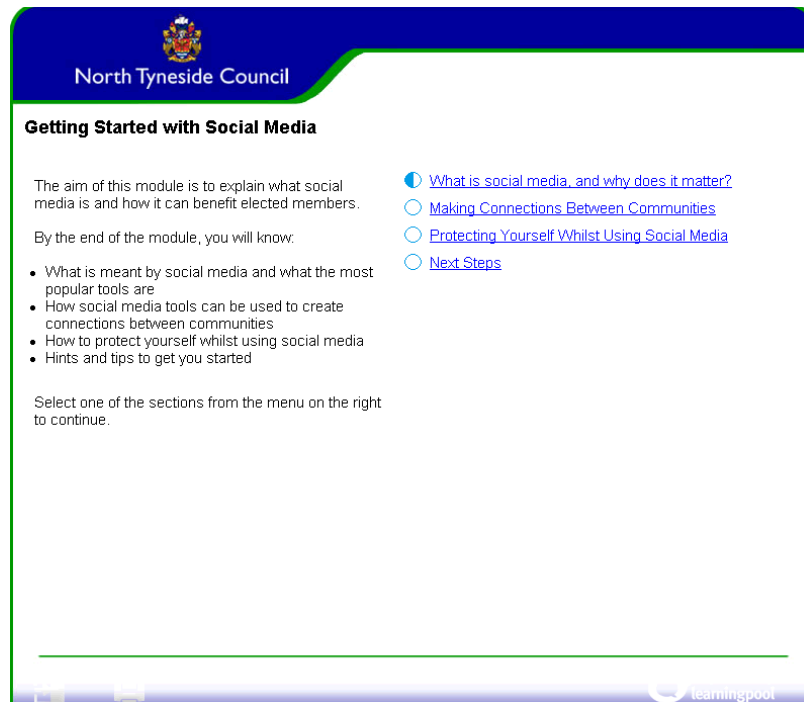 North Tyneside Council
Getting Started with Social Media
The aim of this module is to explain what social
media is and how it can benefit elected members.
By the end of the module, you will know:
What is meant by social media and what the most
popular tools are
How social media tools can be used to create
connections between communities
How to protect yourself whilst using social media
Hints and tips to get you started
Select one of the sections from the menu on the right
to continue.
What is social media, and why does it matter?
Making Connections Between Communities
Protecting Yourself Whilst Using Social Media
Next Steps
learningpool